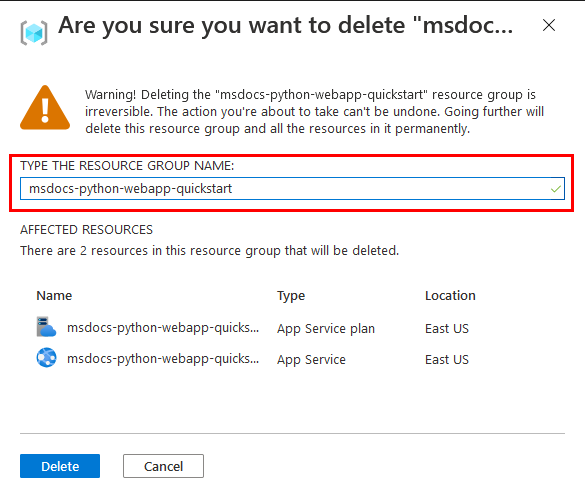 Are you sure you want to delete "msdoc...
Warning! Deleting the "msdocs-python-webapp-quickstart" resource group is
irreversible. The action you're about to take can't be undone. Going further will
delete this resource group and all the resources in it permanently.
TYPE THE RESOURCE GROUP NAME:
msdocs-python-webapp-quickstart
AFFECTED RESOURCES
There are 2 resources in this resource group that will be deleted.
Name Type Location
msdocs-python-webapp-quicks... App Service plan East US
msdocs-python-webapp-quicks... App Service East US
Delete Cancel